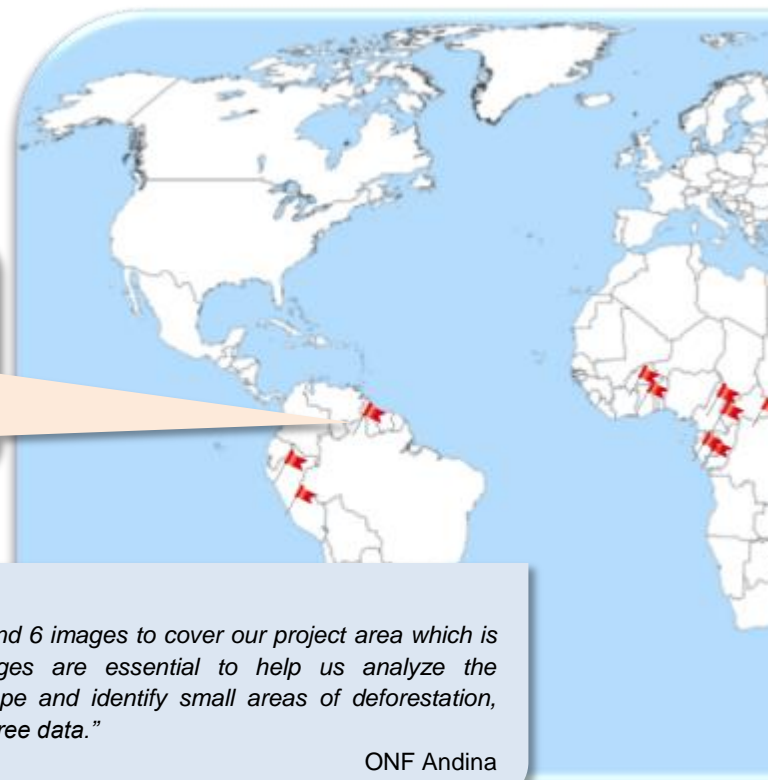 nd 6 images to cover our project area which is
ges are essential to help us analyze the
pe and identify small areas of deforestation,
ree data.”
ONF Andina